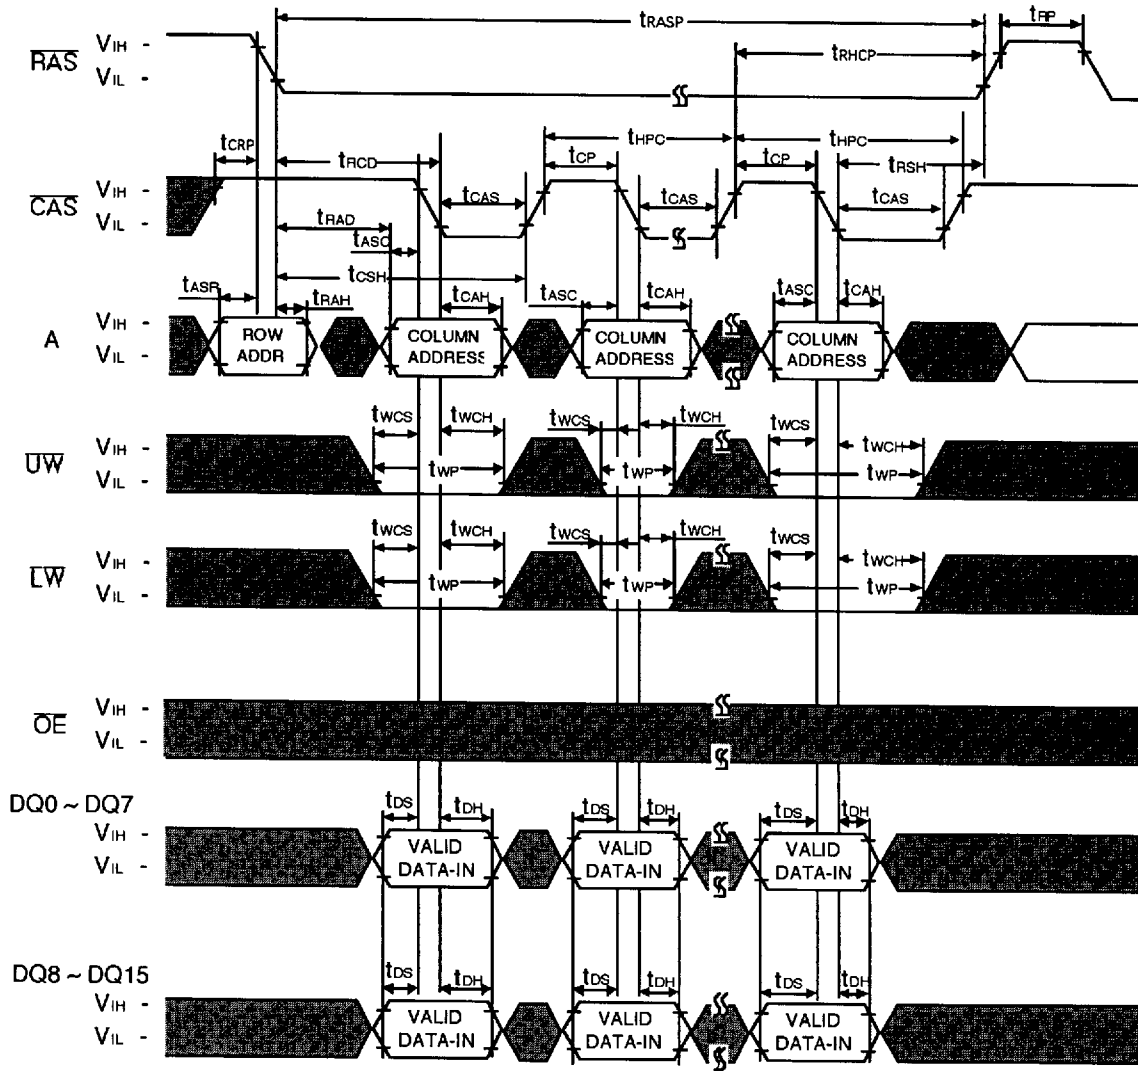 tRASP
tRP
RAS
VIH -
VIL -
tRHCP
tCRP
tRCD
tHPC
tHPC
tCP
tCP
tRSH
CAS
VIH -
VIL -
tCAS
tCAS
tCAS
tRAD
tASC
tCSH
tASR
tRAH
tCAH
tASC
tCAH
tASC
tCAH
A
VIH -
VIL -
ROW ADDR
COLUMN ADDRESS
COLUMN ADDRESS
COLUMN ADDRESS
tWCS
tWCH
tWCS
tWCH
tWCS
tWCH
UW
VIH -
VIL -
tWP
tWP
tWP
tWCS
tWCH
tWCS
tWCH
tWCS
tWCH
LW
VIH -
VIL -
tWP
tWP
tWP
OE
VIH -
VIL -
DQ0 ~ DQ7
tDS
tDH
tDS
tDH
tDS
tDH
VIH -
VIL -
VALID DATA-IN
VALID DATA-IN
VALID DATA-IN
DQ8 ~ DQ15
tDS
tDH
tDS
tDH
tDS
tDH
VIH -
VIL -
VALID DATA-IN
VALID DATA-IN
VALID DATA-IN